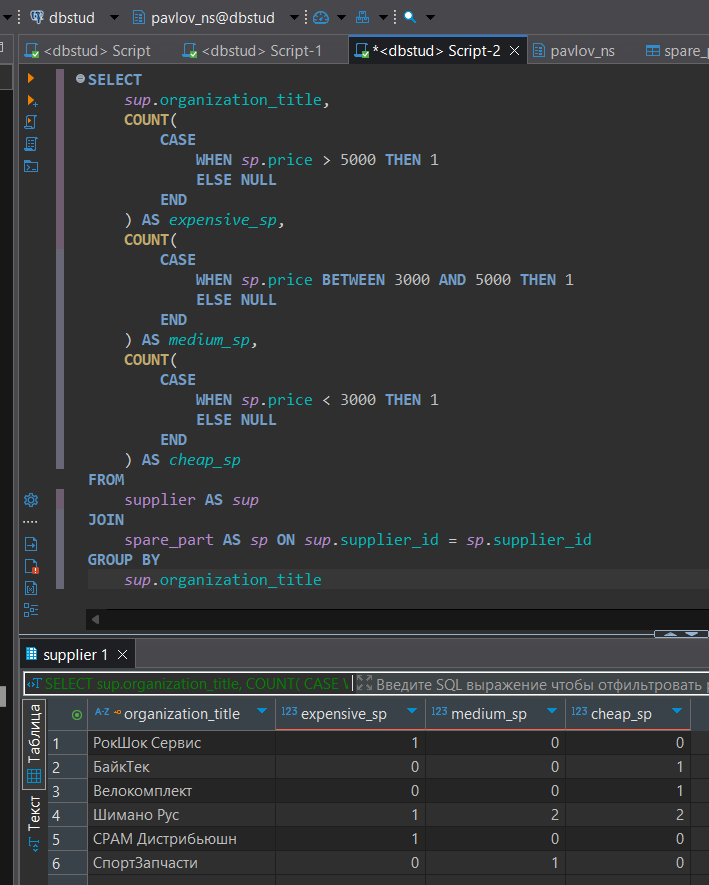 dbstud pavlov_ns@dbstud
<dbstud> Script <dbstud> Script-1 *<dbstud> Script-2 pavlov_ns spare_p
SELECT
sup.organization_title,
COUNT(
CASE
WHEN sp.price > 5000 THEN 1
ELSE NULL
END
) AS expensive_sp,
COUNT(
CASE
WHEN sp.price BETWEEN 3000 AND 5000 THEN 1
ELSE NULL
END
) AS medium_sp,
COUNT(
CASE
WHEN sp.price < 3000 THEN 1
ELSE NULL
END
) AS cheap_sp
FROM
supplier AS sup
JOIN
spare_part AS sp ON sup.supplier_id = sp.supplier_id
GROUP BY
sup.organization_title
supplier 1
SELECT sup.organization_title, COUNT( CASE Введите SQL выражение чтобы отфильтровать
Таблица
Текст
A-Z organization_title 123 expensive_sp 123 medium_sp 123 cheap_sp
1 РокШок Сервис 1 0 0
2 БайкТек 0 0 1
3 Велокомплект 0 0 1
4 Шимано Рус 1 2 2
5 СРАМ Дистрибьюшн 1 0 0
6 СпортЗапчасти 0 1 0